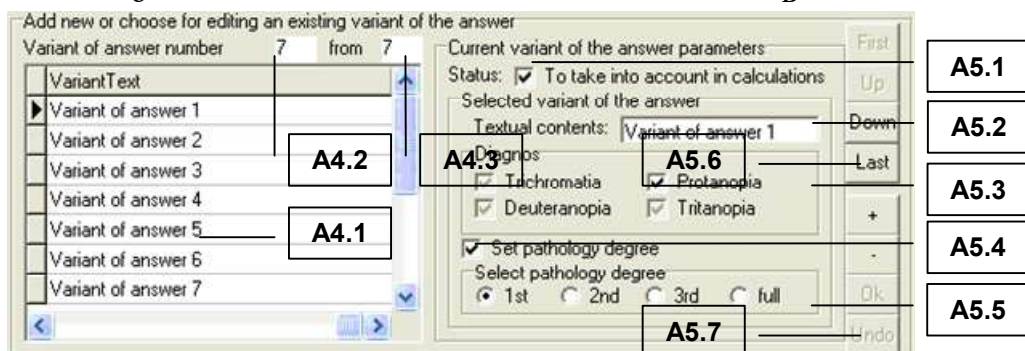 Add new or choose for editing an existing variant of the answer
Variant of answer number 7 from 7
VariantText
Variant of answer 1
Variant of answer 2
Variant of answer 3
Variant of answer 4
Variant of answer 5
Variant of answer 6
Variant of answer 7
A4.2
A4.3
A4.1
Current variant of the answer parameters
Status: To take into account in calculations
Selected variant of the answer
Textual contents: Variant of answer 1
Diagnos
A5.6
Trichromatia Protanopia
Deuteranopia Tritanopia
Set pathology degree
Select pathology degree
1st 2nd 3rd full
A5.7
First
Up
Down
Last
+
-
Ok
Undo
A5.1
A5.2
A5.3
A5.4
A5.5